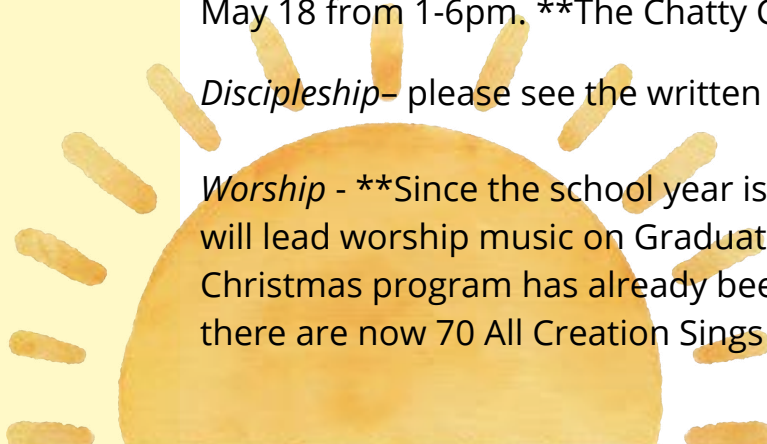 May 18 from 1-6pm. **The Chatty
Discipleship– please see the written
Worship - **Since the school year is
will lead worship music on Graduat
Christmas program has already bee
there are now 70 All Creation Sings